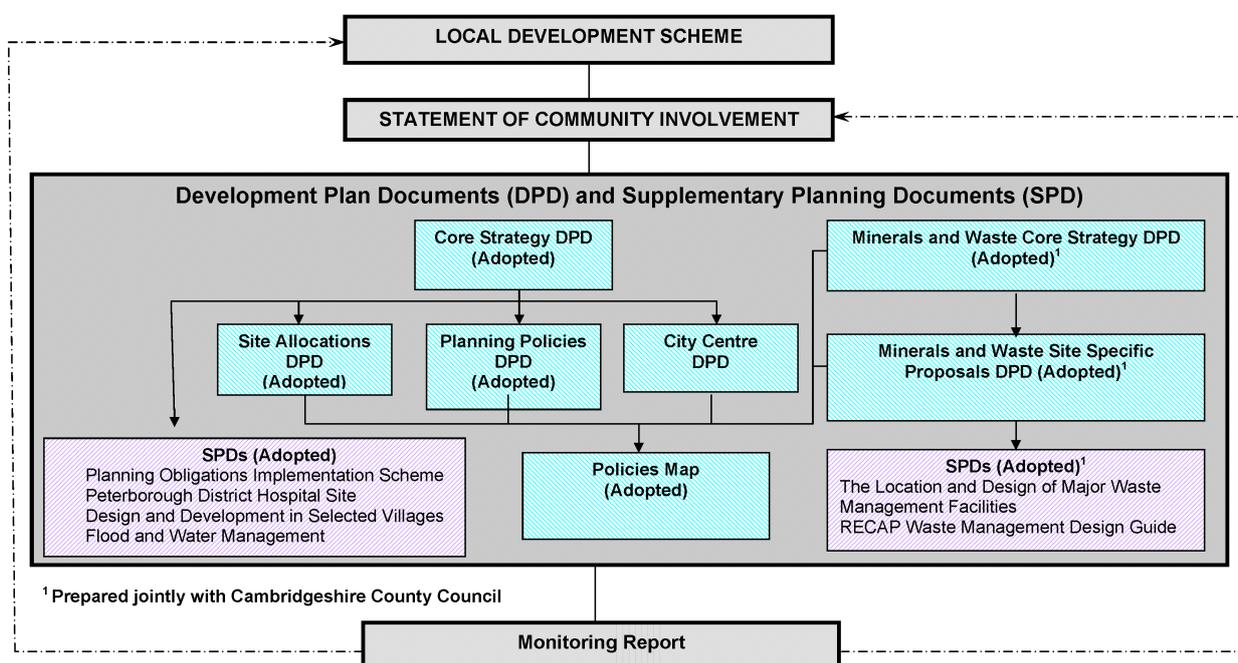 LOCAL DEVELOPMENT SCHEME
STATEMENT OF COMMUNITY INVOLVEMENT
Development Plan Documents (DPD) and Supplementary Planning Documents (SPD)
Core Strategy DPD
(Adopted)
Minerals and Waste Core Strategy DPD
(Adopted)¹
Site Allocations
DPD
(Adopted)
Planning Policies
DPD
(Adopted)
City Centre
DPD
Minerals and Waste Site Specific
Proposals DPD (Adopted)¹
SPDs (Adopted)
Planning Obligations Implementation Scheme
Peterborough District Hospital Site
Design and Development in Selected Villages
Flood and Water Management
Policies Map
(Adopted)
SPDs (Adopted)¹
The Location and Design of Major Waste
Management Facilities
RECAP Waste Management Design Guide
¹ Prepared jointly with Cambridgeshire County Council
Monitoring Report